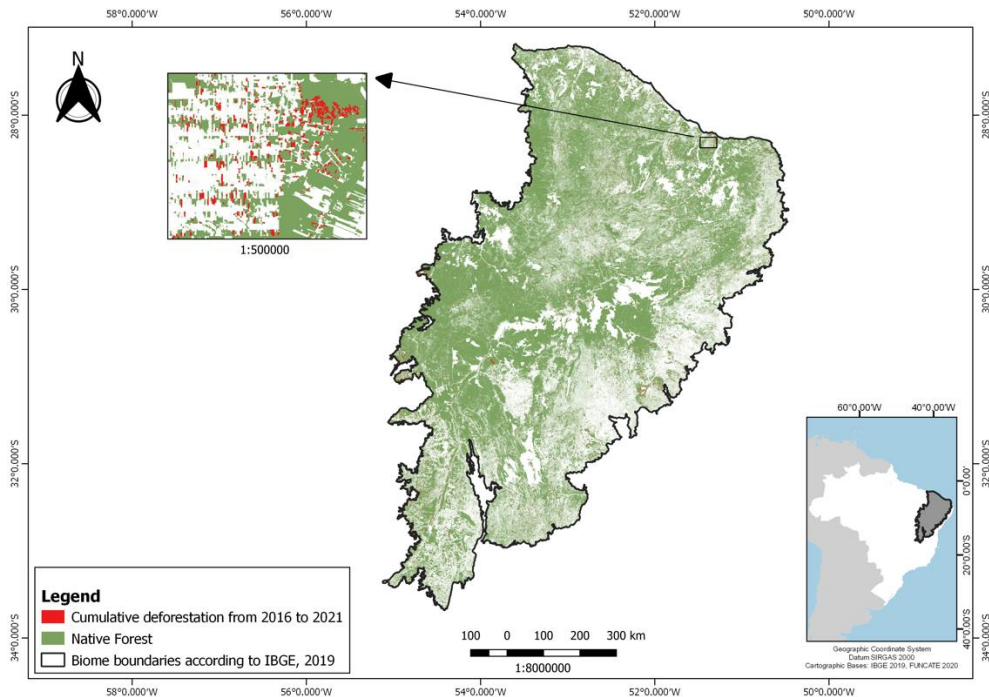 58°0.000'W 56°0.000'W 54°0.000'W 52°0.000'W 50°0.000'W
N
28°0.000'S 28°0.000'S
1:500000
30°0.000'S 30°0.000'S
32°0.000'S 32°0.000'S
34°0.000'S 34°0.000'S
Legend
Cumulative deforestation from 2016 to 2021
Native Forest
Biome boundaries according to IBGE, 2019
100 0 100 200 300 km
1:8000000
60°0.00'W 40°0.00'W
0°0.00'
20°0.00'S
40°0.00'S
Geographic Coordinate System
Datum SIRGAS 2000
Cartographic Bases: IBGE 2019, FUNCATE 2020
58°0.000'W 56°0.000'W 54°0.000'W 52°0.000'W 50°0.000'W